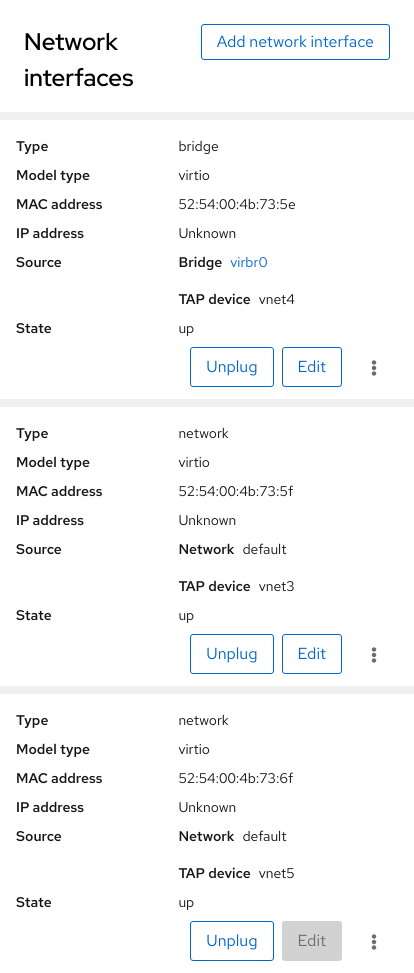 Network
interfaces
Add network interface
Type bridge
Model type virtio
MAC address 52:54:00:4b:73:5e
IP address Unknown
Source Bridge virbr0
TAP device vnet4
State up
Unplug Edit
Type network
Model type virtio
MAC address 52:54:00:4b:73:5f
IP address Unknown
Source Network default
TAP device vnet3
State up
Unplug Edit
Type network
Model type virtio
MAC address 52:54:00:4b:73:6f
IP address Unknown
Source Network default
TAP device vnet5
State up
Unplug Edit